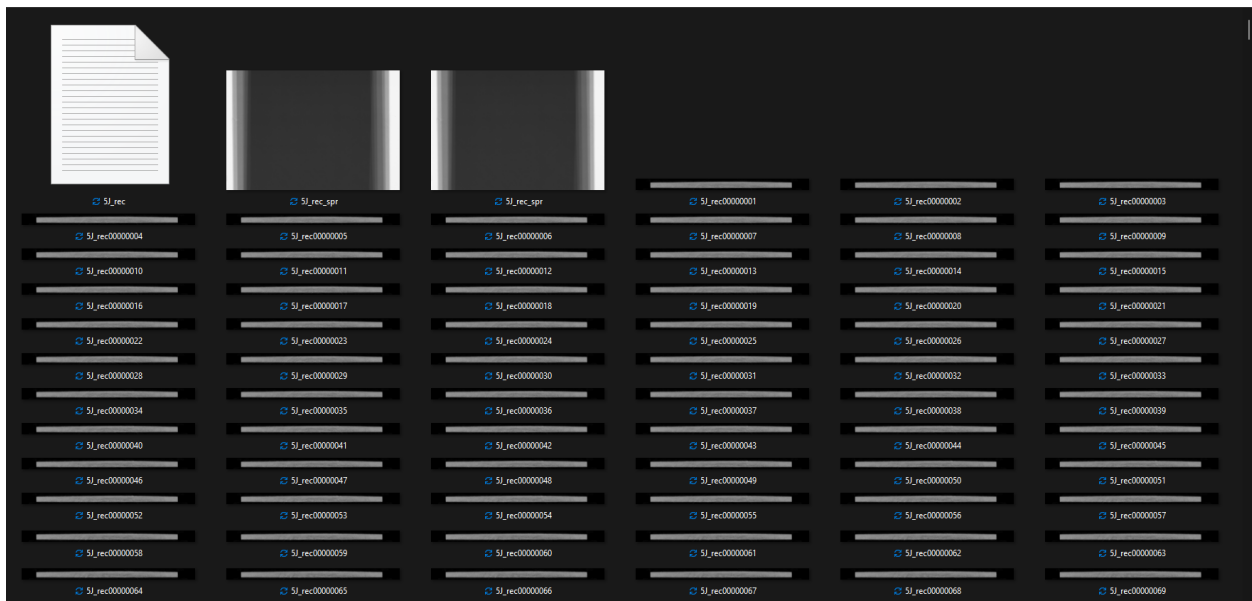 5J_rec 5J_rec_spr 5J_rec_spr 5J_rec00000001 5J_rec00000002 5J_rec00000003
5J_rec00000004 5J_rec00000005 5J_rec00000006 5J_rec00000007 5J_rec00000008 5J_rec00000009
5J_rec00000010 5J_rec00000011 5J_rec00000012 5J_rec00000013 5J_rec00000014 5J_rec00000015
5J_rec00000016 5J_rec00000017 5J_rec00000018 5J_rec00000019 5J_rec00000020 5J_rec00000021
5J_rec00000022 5J_rec00000023 5J_rec00000024 5J_rec00000025 5J_rec00000026 5J_rec00000027
5J_rec00000028 5J_rec00000029 5J_rec00000030 5J_rec00000031 5J_rec00000032 5J_rec00000033
5J_rec00000034 5J_rec00000035 5J_rec00000036 5J_rec00000037 5J_rec00000038 5J_rec00000039
5J_rec00000040 5J_rec00000041 5J_rec00000042 5J_rec00000043 5J_rec00000044 5J_rec00000045
5J_rec00000046 5J_rec00000047 5J_rec00000048 5J_rec00000049 5J_rec00000050 5J_rec00000051
5J_rec00000052 5J_rec00000053 5J_rec00000054 5J_rec00000055 5J_rec00000056 5J_rec00000057
5J_rec00000058 5J_rec00000059 5J_rec00000060 5J_rec00000061 5J_rec00000062 5J_rec00000063
5J_rec00000064 5J_rec00000065 5J_rec00000066 5J_rec00000067 5J_rec00000068 5J_rec00000069